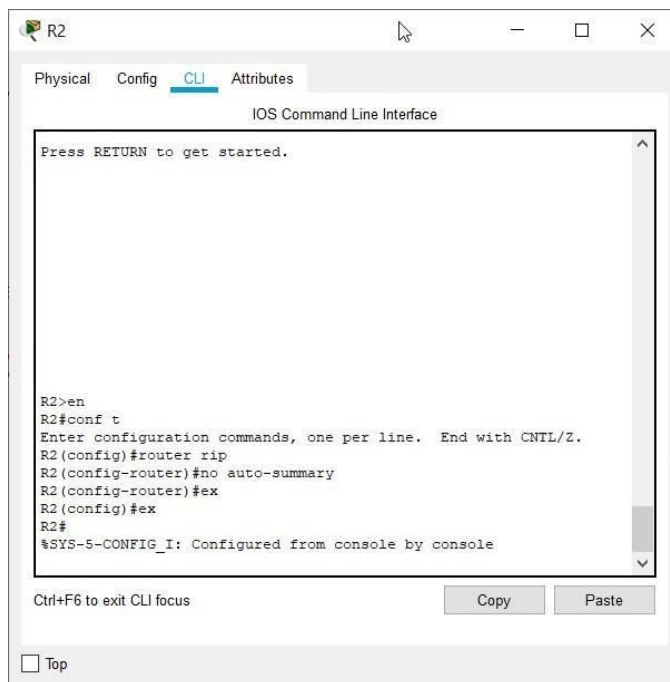 R2
Physical Config CLI Attributes
IOS Command Line Interface
Press RETURN to get started.
R2>en
R2#conf t
Enter configuration commands, one per line.  End with CNTL/Z.
R2(config)#router rip
R2(config-router)#no auto-summary
R2(config-router)#ex
R2(config)#ex
R2#
%SYS-5-CONFIG_I: Configured from console by console
Ctrl+F6 to exit CLI focus
Copy Paste
Top